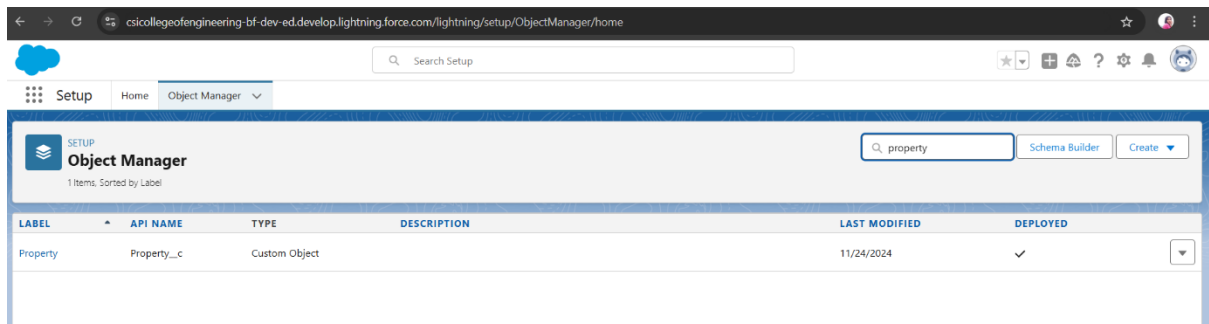 csicollegeofengineering-bf-dev-ed.develop.lightning.force.com/lightning/setup/ObjectManager/home
Search Setup
Setup Home Object Manager
SETUP
Object Manager
1 Items, Sorted by Label
property Schema Builder Create
LABEL API NAME TYPE DESCRIPTION LAST MODIFIED DEPLOYED
Property Property__c Custom Object 11/24/2024